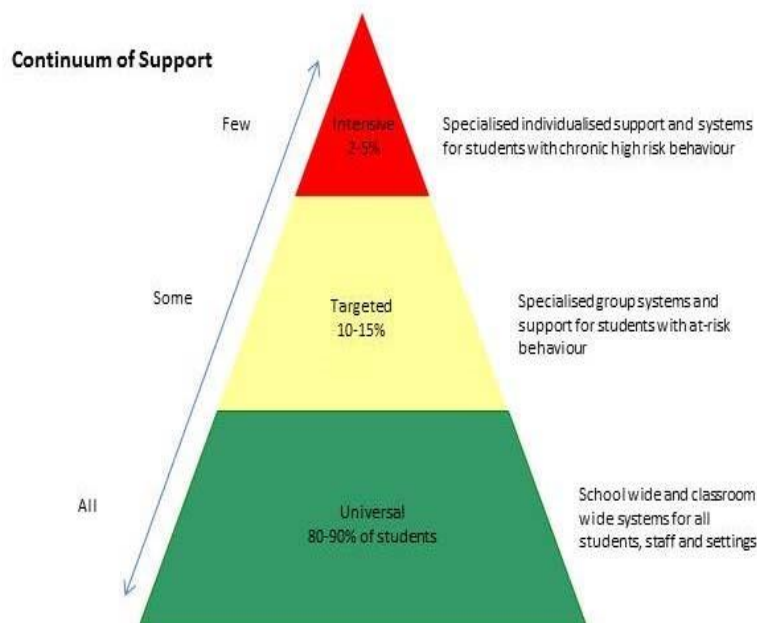 Continuum of Support
Few
Intensive
2-5%
Specialised individualised support and systems
for students with chronic high risk behaviour
Some
Targeted
10-15%
Specialised group systems and
support for students with at-risk
behaviour
All
Universal
80-90% of students
School wide and classroom
wide systems for all
students, staff and settings